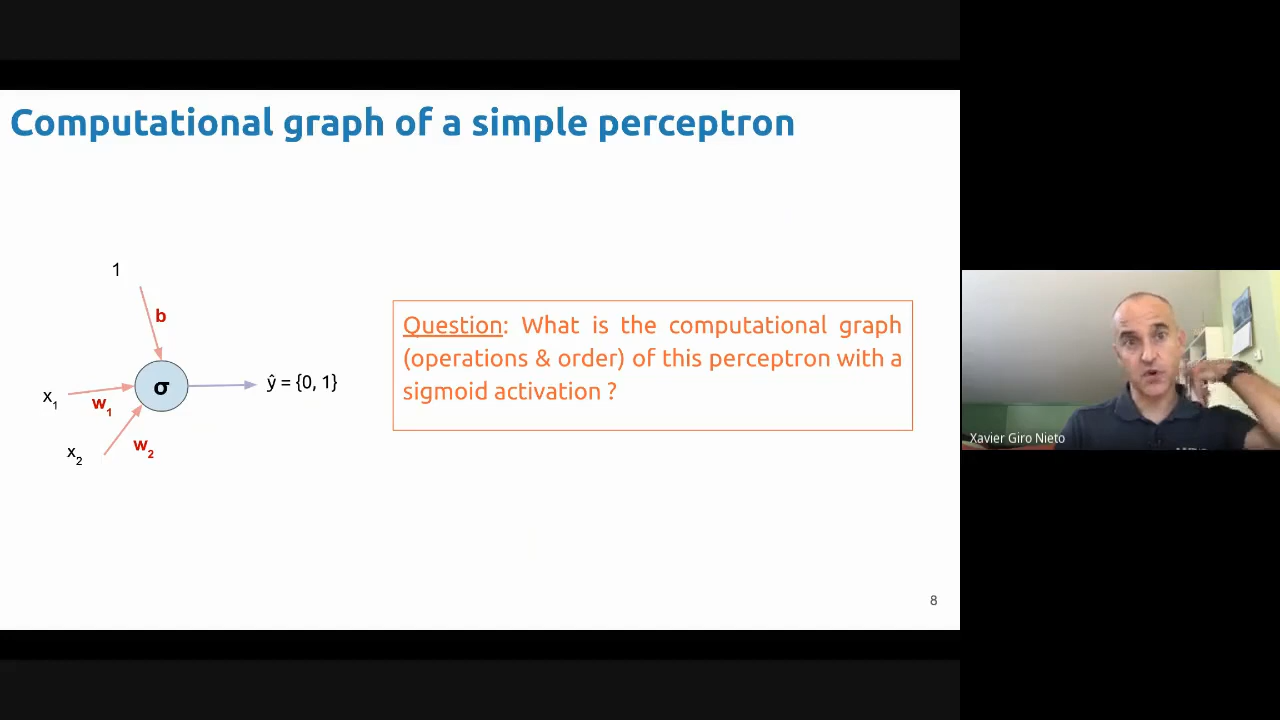 Computational graph of a simple perceptron
1
b
x1
w1
σ
ŷ = {0, 1}
x2
w2
Question: What is the computational graph
(operations & order) of this perceptron with a
sigmoid activation ?
8
Xavier Giro Nieto